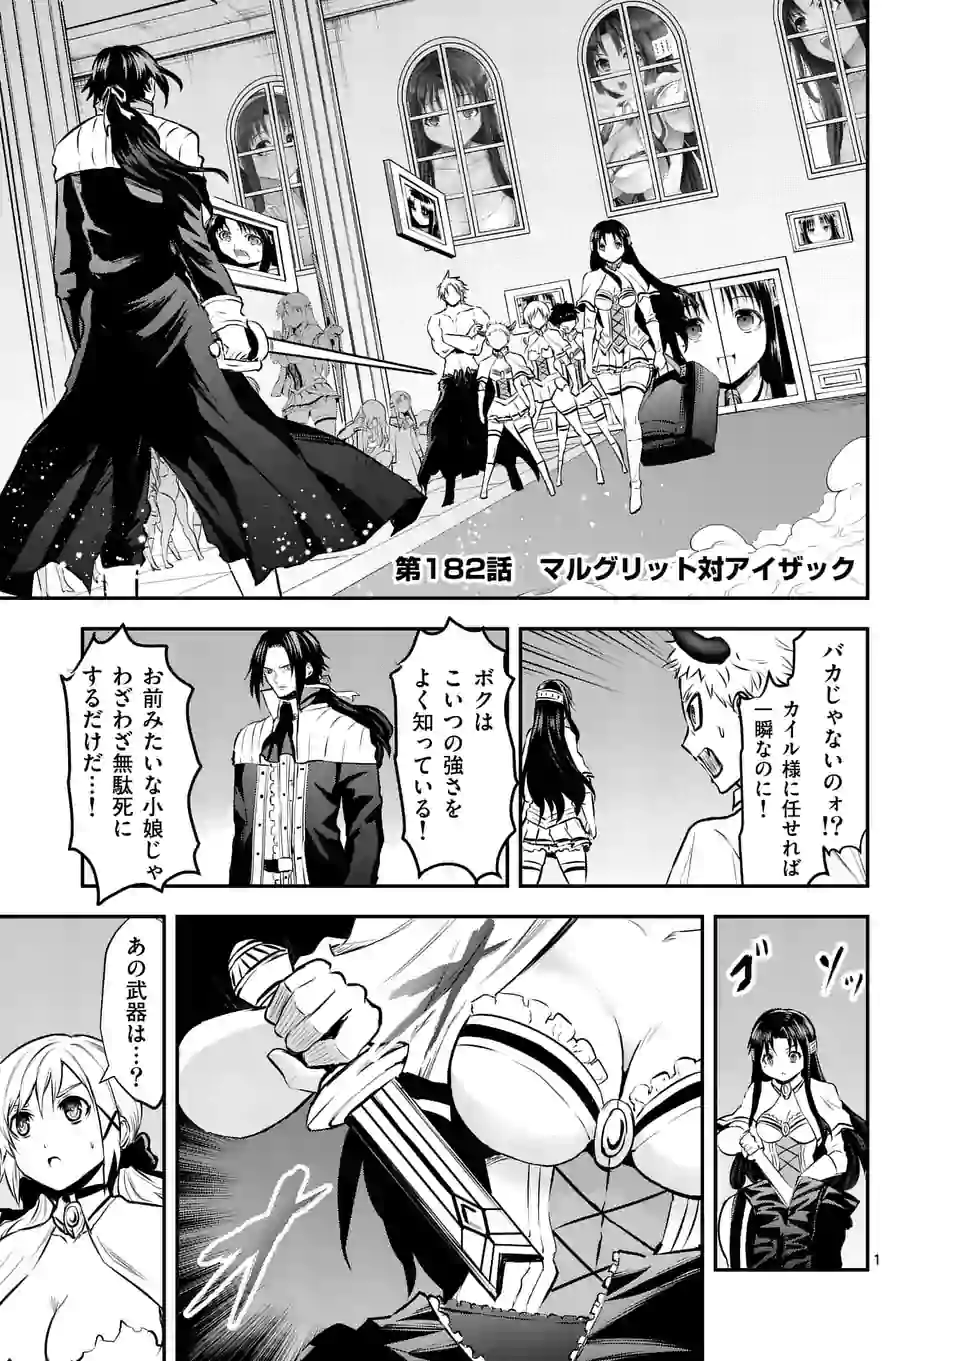 第182話　マルグリット対アイザック
バカじゃないのォ!?
カイル様に任せれば
一瞬なのに！
ボクは
こいつの強さを
よく知っている！
お前みたいな小娘じゃ
わざわざ無駄死に
するだけだ…！
ソッ
ズ
あの武器は…？
1